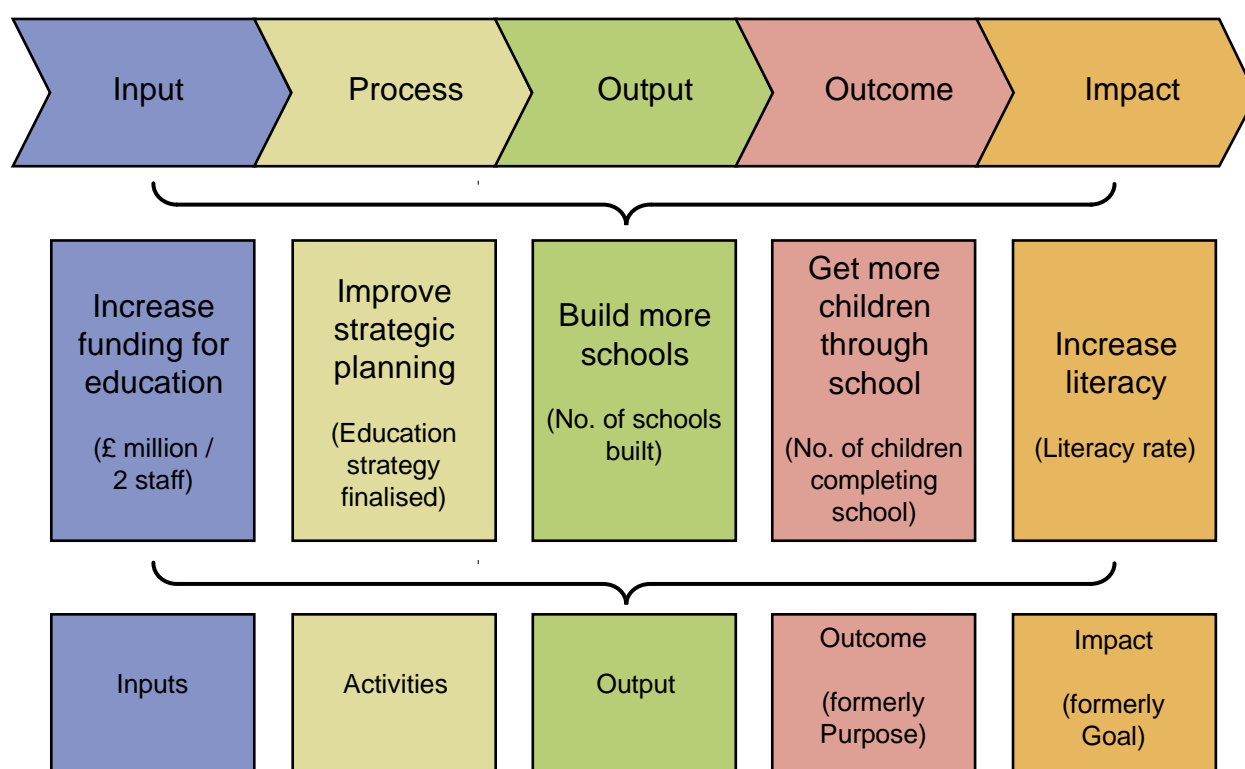 Input
Process
Output
Outcome
Impact
Increase
funding for
education
(£ million /
2 staff)
Improve
strategic
planning
(Education
strategy
finalised)
Build more
schools
(No. of schools
built)
Get more
children
through
school
(No. of children
completing
school)
Increase
literacy
(Literacy rate)
Inputs
Activities
Output
Outcome
(formerly
Purpose)
Impact
(formerly
Goal)